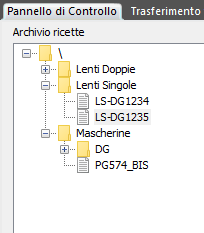 Pannello di Controllo Trasferimento
Archivio ricette
\
Lenti Doppie
Lenti Singole
LS-DG1234
LS-DG1235
Mascherine
DG
PG574_BIS